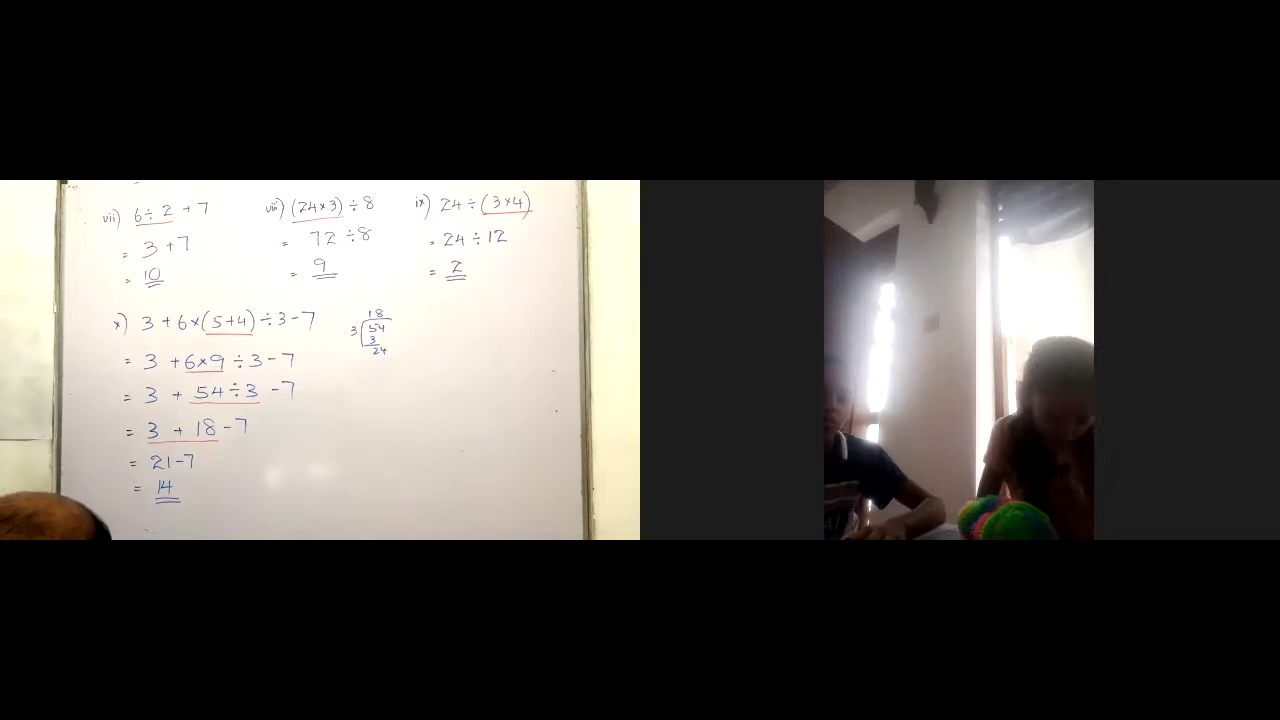 vii) 6÷2 + 7
= 3 + 7
= 10
viii) (24×3) ÷ 8
= 72 ÷ 8
= 9
ix) 24 ÷ (3×4)
= 24 ÷ 12
= 2
x) 3 + 6×(5+4) ÷ 3 - 7
= 3 + 6×9 ÷ 3 - 7
= 3 + 54÷3 - 7
= 3 + 18 - 7
= 21-7
= 14
18
3 54
3
24